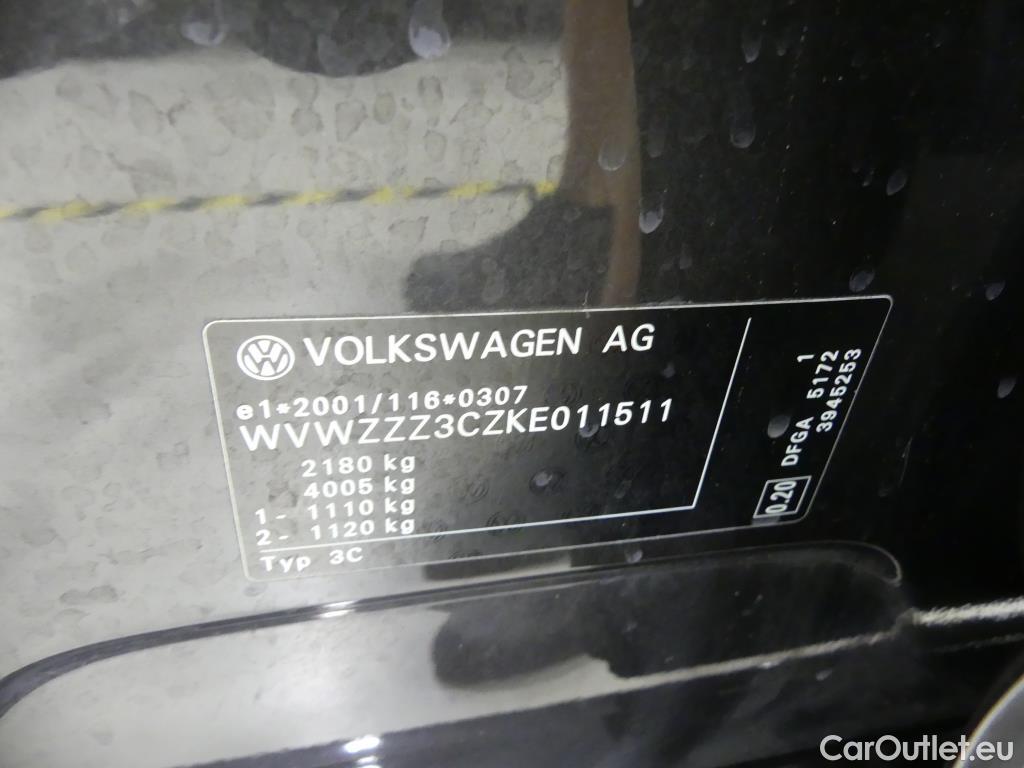 VOLKSWAGEN AG
e1*2001/116*0307
WVWZZZ3CZKE011511
2180 kg
4005 kg
1- 1110 kg
2- 1120 kg
Typ 3C
0.20 DFGA 5172 1
3945253
CarOutlet.eu